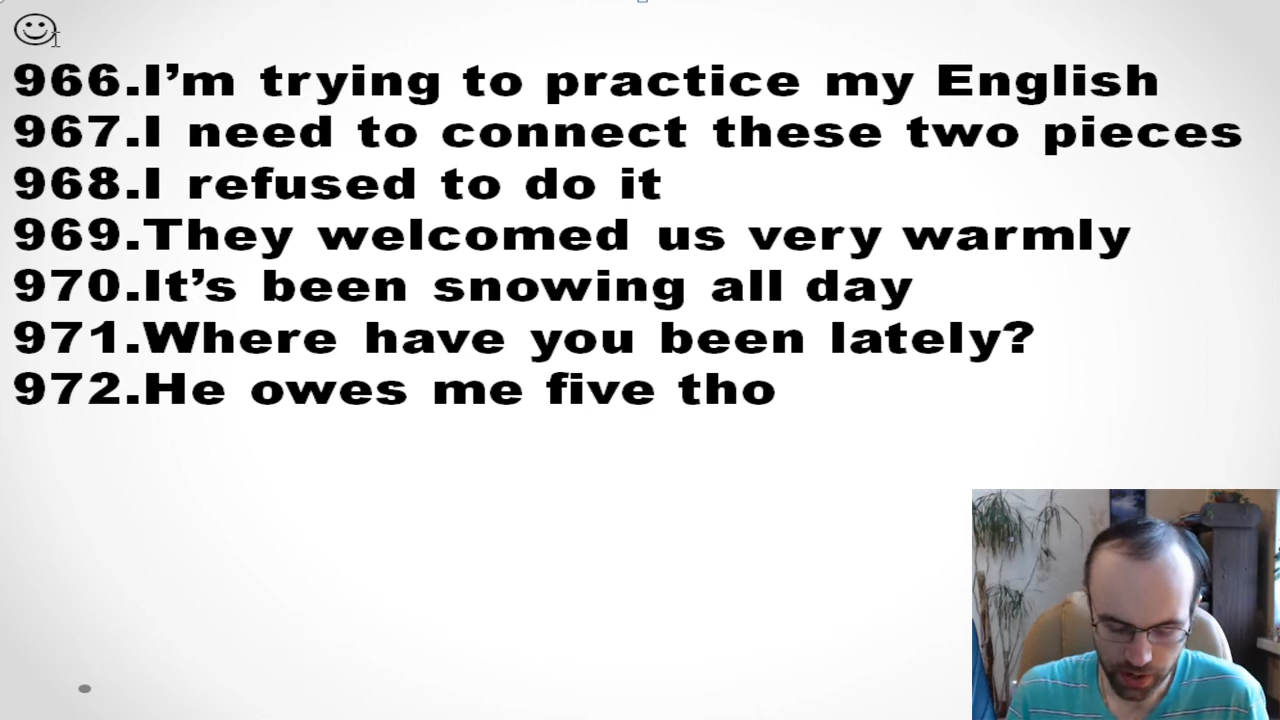 966.I’m trying to practice my English
967.I need to connect these two pieces
968.I refused to do it
969.They welcomed us very warmly
970.It’s been snowing all day
971.Where have you been lately?
972.He owes me five tho